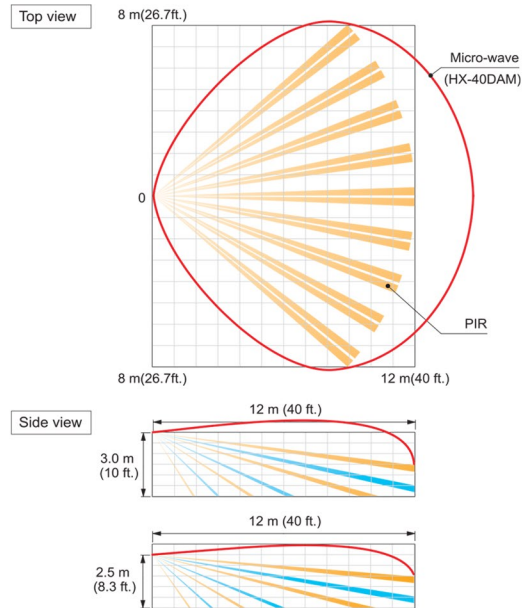 Top view
8 m(26.7ft.)
Micro-wave
(HX-40DAM)
0
PIR
8 m(26.7ft.)
12 m(40 ft.)
Side view
12 m (40 ft.)
3.0 m
(10 ft.)
12 m (40 ft.)
2.5 m
(8.3 ft.)